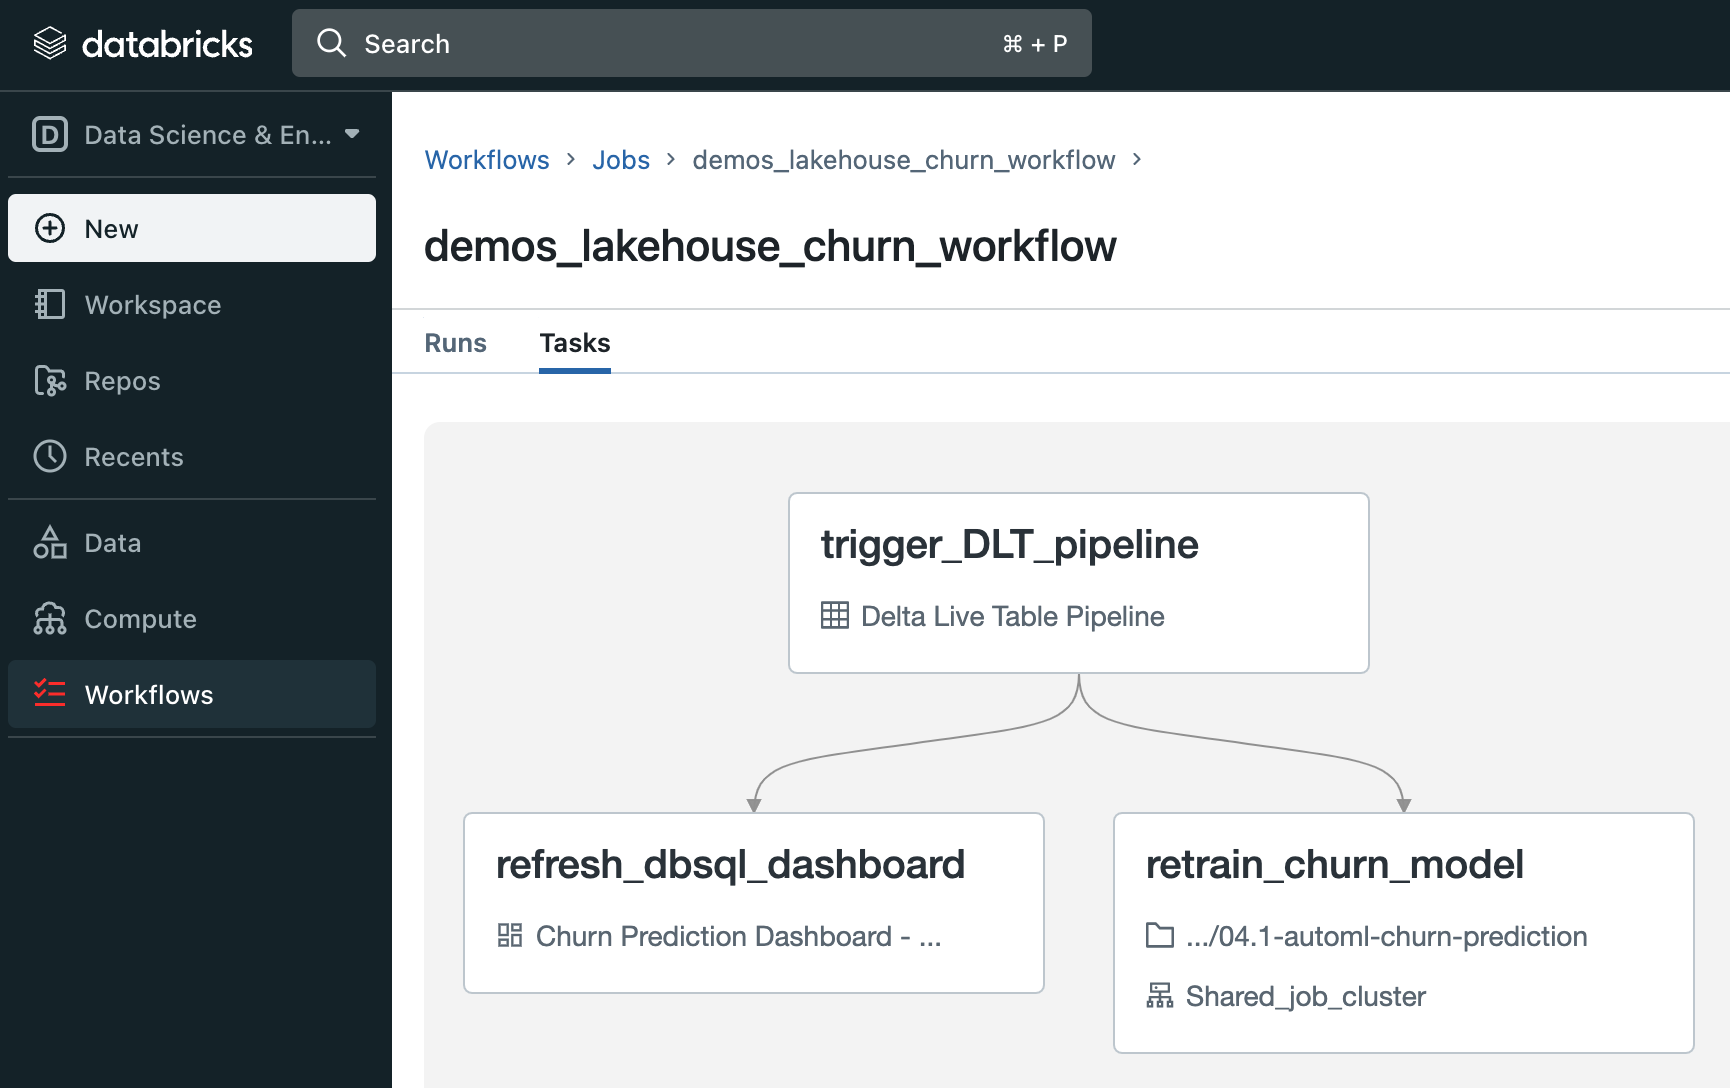 databricks
Search
⌘ + P
D
Data Science & En...
New
Workspace
Repos
Recents
Data
Compute
Workflows
Workflows > Jobs > demos_lakehouse_churn_workflow >
demos_lakehouse_churn_workflow
Runs
Tasks
trigger_DLT_pipeline
Delta Live Table Pipeline
refresh_dbsql_dashboard
Churn Prediction Dashboard - ...
retrain_churn_model
.../04.1-automl-churn-prediction
Shared_job_cluster